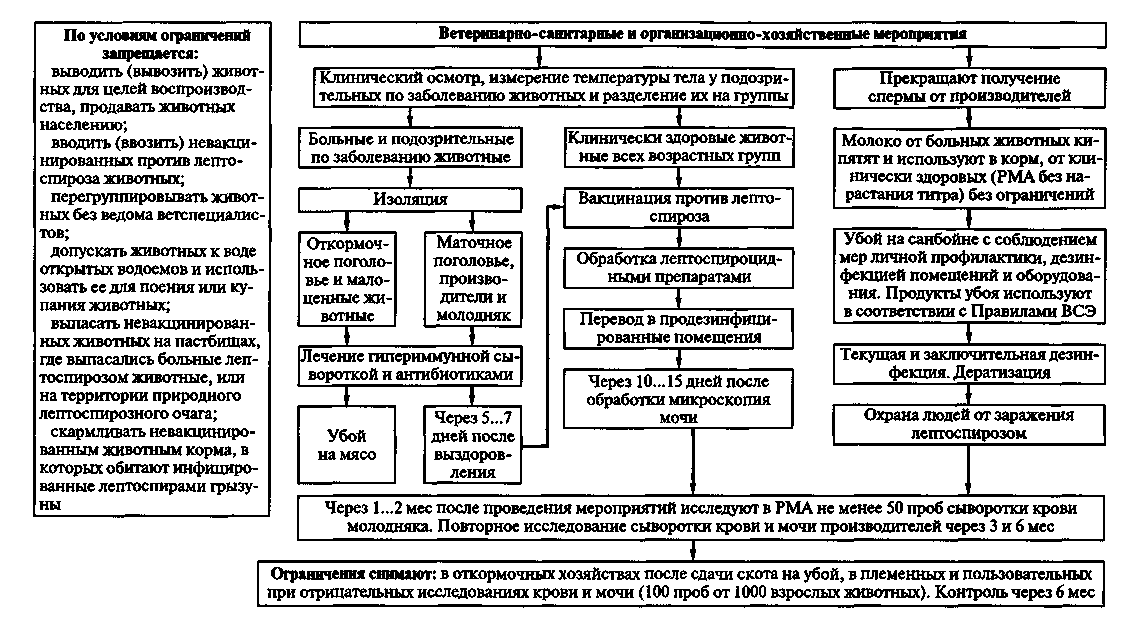 По условиям ограничений
запрещается:
выводить (вывозить) живот-
ных для целей воспроизвод-
ства, продавать животных
населению;
вводить (ввозить) невакци-
нированных против лепто-
спироза животных;
перегруппировывать живот-
ных без ведома ветспециалис-
тов;
допускать животных к воде
открытых водоемов и исполь-
зовать ее для поения или ку-
пания животных;
выпасать невакцинирован-
ных животных на пастбищах,
где выпасались больные леп-
тоспирозом животные, или
на территории природного
лептоспирозного очага;
скармливать невакциниро-
ванным животным корма, в
которых обитают инфициро-
ванные лептоспирами грызу-
ны
Ветеринарно-санитарные и организационно-хозяйственные мероприятия
Клинический осмотр, измерение температуры тела у подозри-
тельных по заболеванию животных и разделение их на группы
Больные и подозрительные
по заболеванию животные
Изоляция
Откормоч-
ное поголо-
вье и мало-
ценные жи-
вотные
Маточное
поголовье,
произво-
дители и
молодняк
Лечение гипериммунной сы-
вороткой и антибиотиками
Убой
на мясо
Через 5...7
дней после
выздоров-
ления
Клинически здоровые живот-
ные всех возрастных групп
Вакцинация против лепто-
спироза
Обработка лептоспироцид-
ными препаратами
Перевод в продезинфици-
рованные помещения
Через 10...15 дней после
обработки микроскопия
мочи
Прекращают получение
спермы от производителей
Молоко от больных животных ки-
пятят и используют в корм, от кли-
нически здоровых (РМА без на-
растания титра) без ограничений
Убой на санбойне с соблюдением
мер личной профилактики, дезин-
фекцией помещений и оборудова-
ния. Продукты убоя используют
в соответствии с Правилами ВСЭ
Текущая и заключительная дезин-
фекция. Дератизация
Охрана людей от заражения
лептоспирозом
Через 1...2 мес после проведения мероприятий исследуют в РМА не менее 50 проб сыворотки крови
молодняка. Повторное исследование сыворотки крови и мочи производителей через 3 и 6 мес
Ограничения снимают: в откормочных хозяйствах после сдачи скота на убой, в племенных и пользовательных
при отрицательных исследованиях крови и мочи (100 проб от 1000 взрослых животных). Контроль через 6 мес